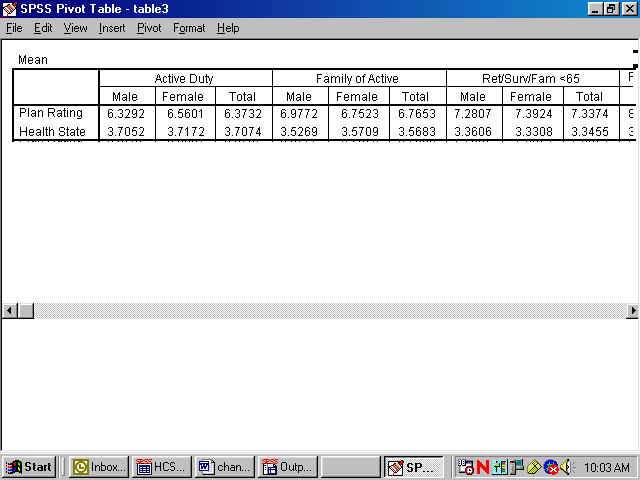 SPSS Pivot Table - table3
File Edit View Insert Pivot Format Help
Mean
Active Duty Family of Active Ret/Surv/Fam <65
Male Female Total Male Female Total Male Female Total
Plan Rating 6.3292 6.5601 6.3732 6.9772 6.7523 6.7653 7.2807 7.3924 7.3374 8
Health State 3.7052 3.7172 3.7074 3.5269 3.5709 3.5683 3.3606 3.3308 3.3455 3
Start Inbox... HCS... chan... Outp... SP... 10:03 AM